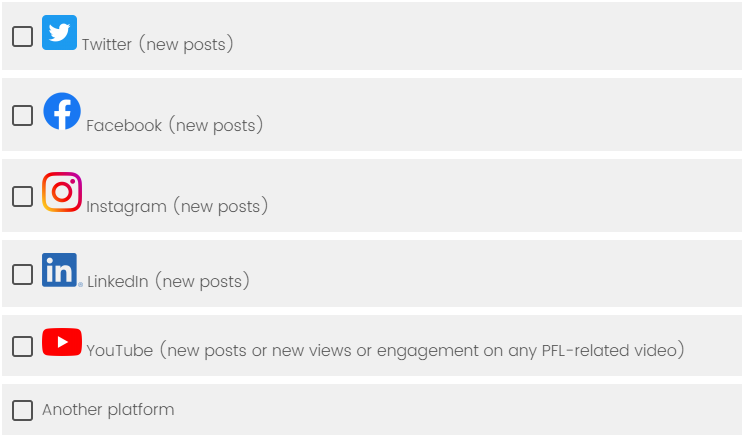 Twitter (new posts)
Facebook (new posts)
Instagram (new posts)
in LinkedIn (new posts)
YouTube (new posts or new views or engagement on any PFL-related video)
Another platform